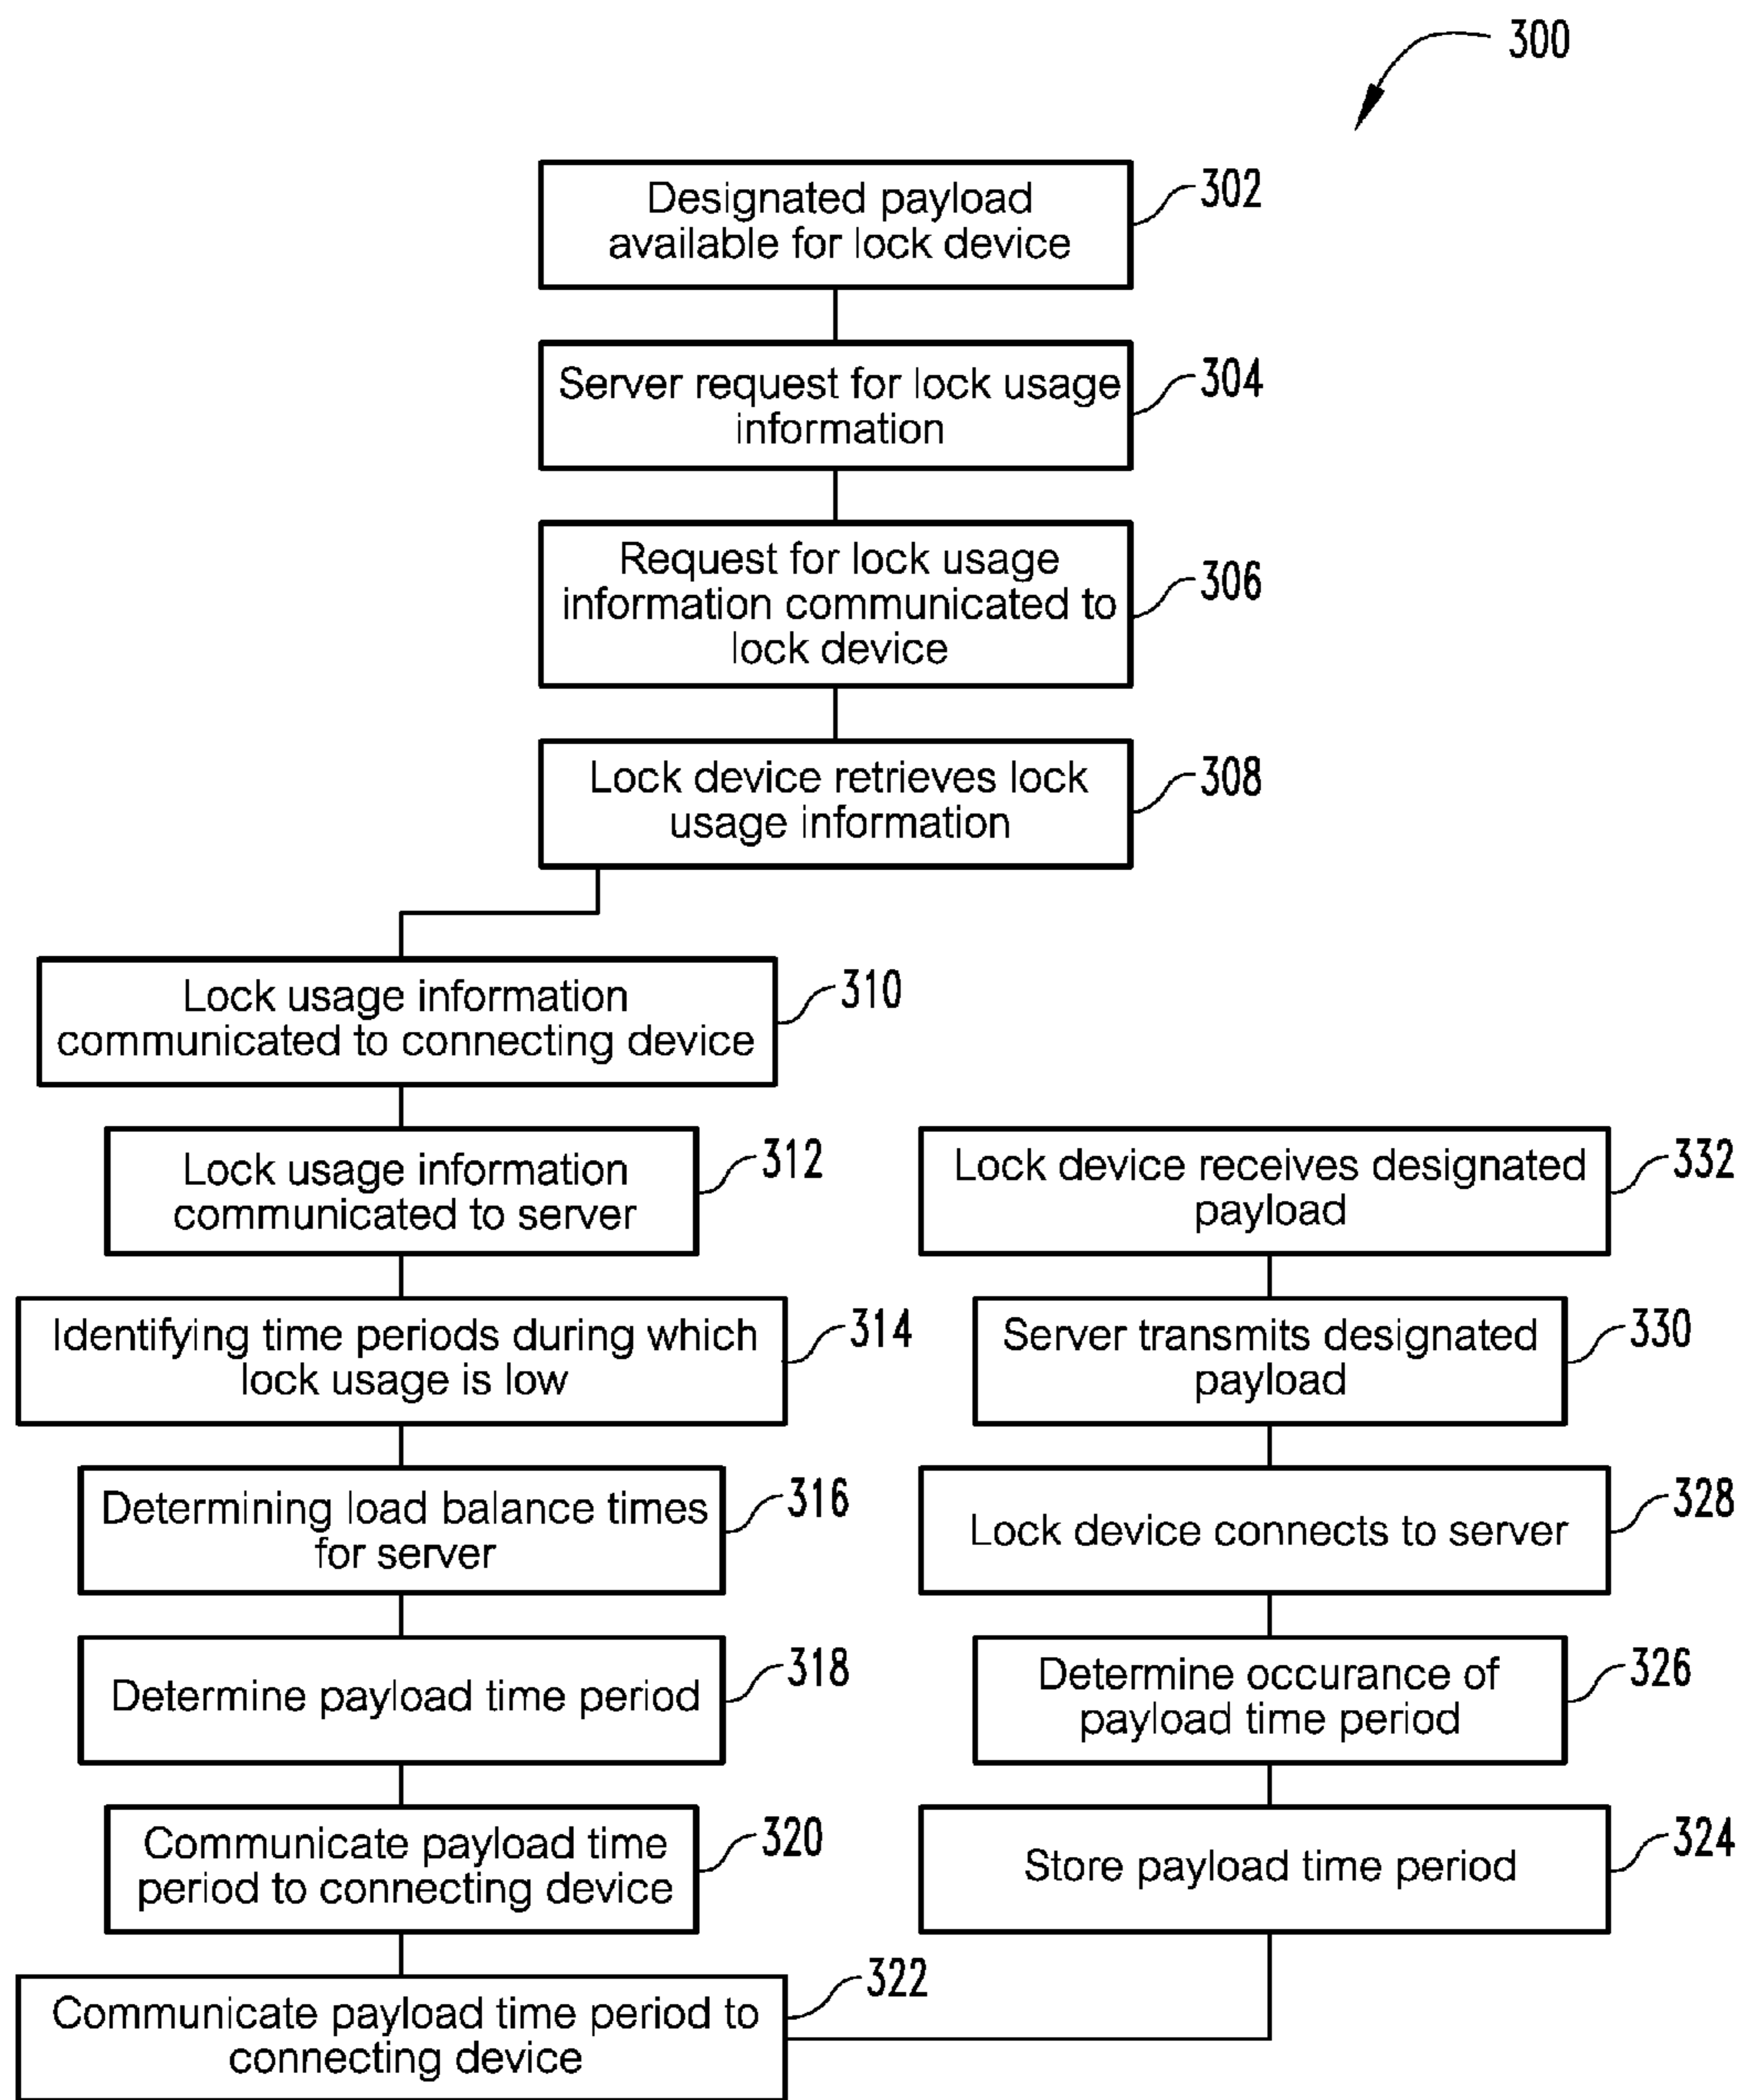 300
Designated payload
available for lock device
302
Server request for lock usage
information
304
Request for lock usage
information communicated to
lock device
306
Lock device retrieves lock
usage information
308
Lock usage information
communicated to connecting device
310
Lock usage information
communicated to server
312
Identifying time periods during which
lock usage is low
314
Determining load balance times
for server
316
Determine payload time period
318
Communicate payload time
period to connecting device
320
Communicate payload time period to
connecting device
322
Store payload time period
324
Determine occurance of
payload time period
326
Lock device connects to server
328
Server transmits designated
payload
330
Lock device receives designated
payload
332